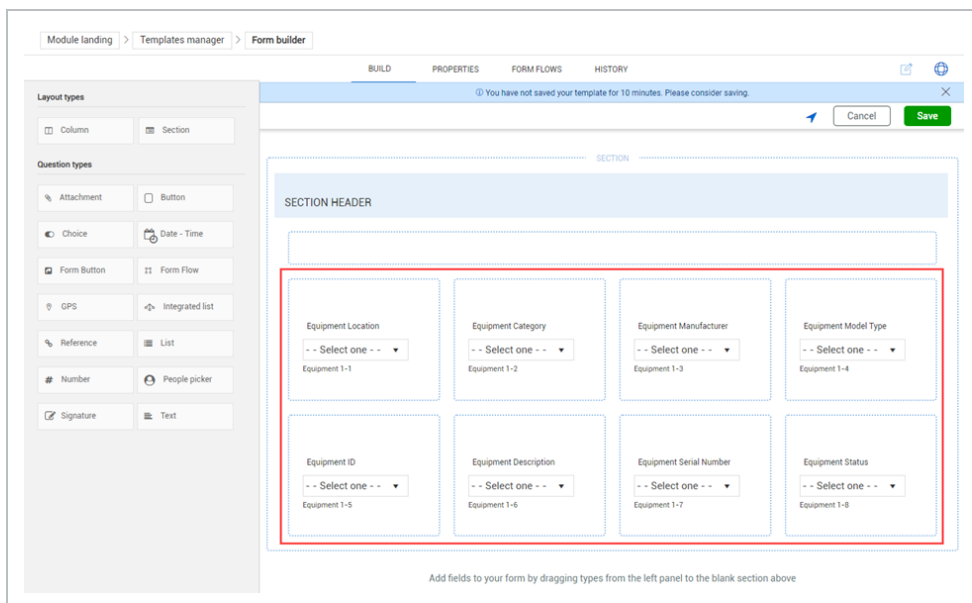 Module landing > Templates manager > Form builder
BUILD PROPERTIES FORM FLOWS HISTORY
You have not saved your template for 10 minutes. Please consider saving.
Cancel Save
Layout types
Column Section
Question types
Attachment Button
Choice Date - Time
Form Button Form Flow
GPS Integrated list
Reference List
Number People picker
Signature Text
SECTION
SECTION HEADER
Equipment Location Equipment Category Equipment Manufacturer Equipment Model Type
- - Select one - - - - Select one - - - - Select one - - - - Select one - -
Equipment 1-1 Equipment 1-2 Equipment 1-3 Equipment 1-4
Equipment ID Equipment Description Equipment Serial Number Equipment Status
- - Select one - - - - Select one - - - - Select one - - - - Select one - -
Equipment 1-5 Equipment 1-6 Equipment 1-7 Equipment 1-8
Add fields to your form by dragging types from the left panel to the blank section above